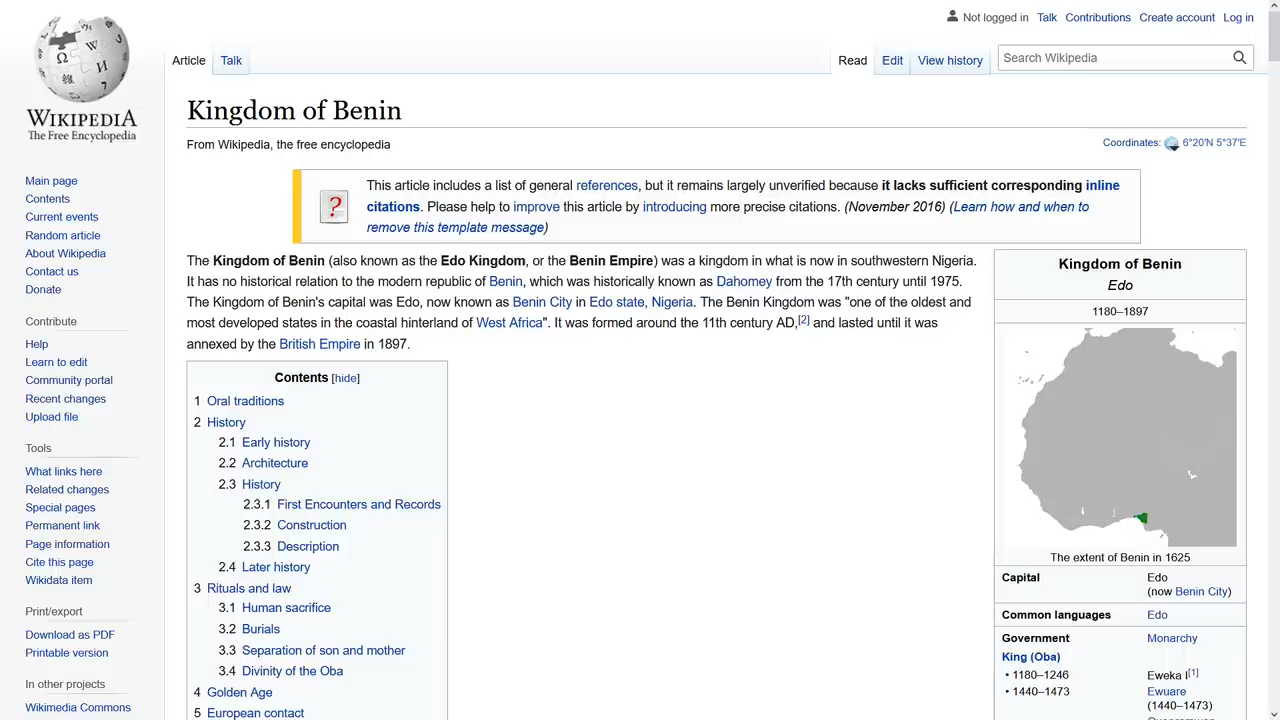 Not logged in Talk Contributions Create account Log in
Article Talk Read Edit View history Search Wikipedia
Ω W И 維 7
WIKIPEDIA
The Free Encyclopedia
Main page
Contents
Current events
Random article
About Wikipedia
Contact us
Donate
Contribute
Help
Learn to edit
Community portal
Recent changes
Upload file
Tools
What links here
Related changes
Special pages
Permanent link
Page information
Cite this page
Wikidata item
Print/export
Download as PDF
Printable version
In other projects
Wikimedia Commons
Kingdom of Benin
From Wikipedia, the free encyclopedia
Coordinates: 6°20′N 5°37′E
?
This article includes a list of general references, but it remains largely unverified because it lacks sufficient corresponding inline
citations. Please help to improve this article by introducing more precise citations. (November 2016) (Learn how and when to
remove this template message)
The Kingdom of Benin (also known as the Edo Kingdom, or the Benin Empire) was a kingdom in what is now in southwestern Nigeria.
It has no historical relation to the modern republic of Benin, which was historically known as Dahomey from the 17th century until 1975.
The Kingdom of Benin's capital was Edo, now known as Benin City in Edo state, Nigeria. The Benin Kingdom was "one of the oldest and
most developed states in the coastal hinterland of West Africa". It was formed around the 11th century AD,[2] and lasted until it was
annexed by the British Empire in 1897.
Contents [hide]
1 Oral traditions
2 History
2.1 Early history
2.2 Architecture
2.3 History
2.3.1 First Encounters and Records
2.3.2 Construction
2.3.3 Description
2.4 Later history
3 Rituals and law
3.1 Human sacrifice
3.2 Burials
3.3 Separation of son and mother
3.4 Divinity of the Oba
4 Golden Age
5 European contact
Kingdom of Benin
Edo
1180–1897
The extent of Benin in 1625
Capital Edo
(now Benin City)
Common languages Edo
Government Monarchy
King (Oba)
• 1180–1246 Eweka I[1]
• 1440–1473 Ewuare
(1440–1473)